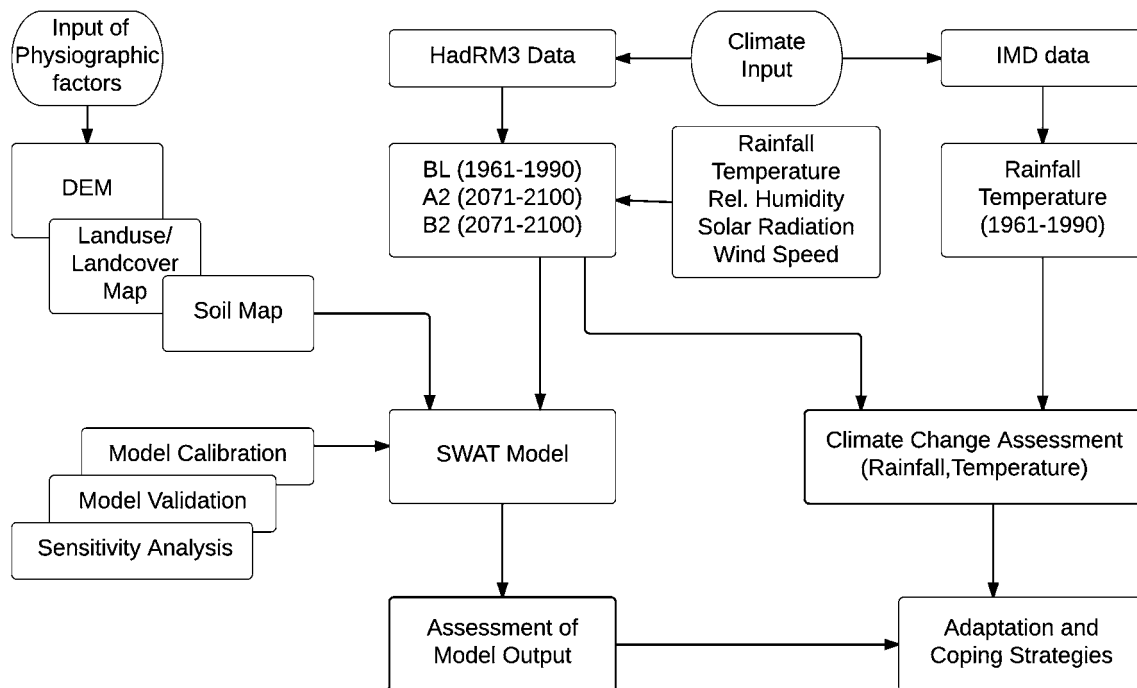 Input of
Physiographic
factors
HadRM3 Data
Climate
Input
IMD data
DEM
Landuse/
Landcover
Map
Soil Map
BL (1961-1990)
A2 (2071-2100)
B2 (2071-2100)
Rainfall
Temperature
Rel. Humidity
Solar Radiation
Wind Speed
Rainfall
Temperature
(1961-1990)
Model Calibration
Model Validation
Sensitivity Analysis
SWAT Model
Climate Change Assessment
(Rainfall,Temperature)
Assessment of
Model Output
Adaptation and
Coping Strategies